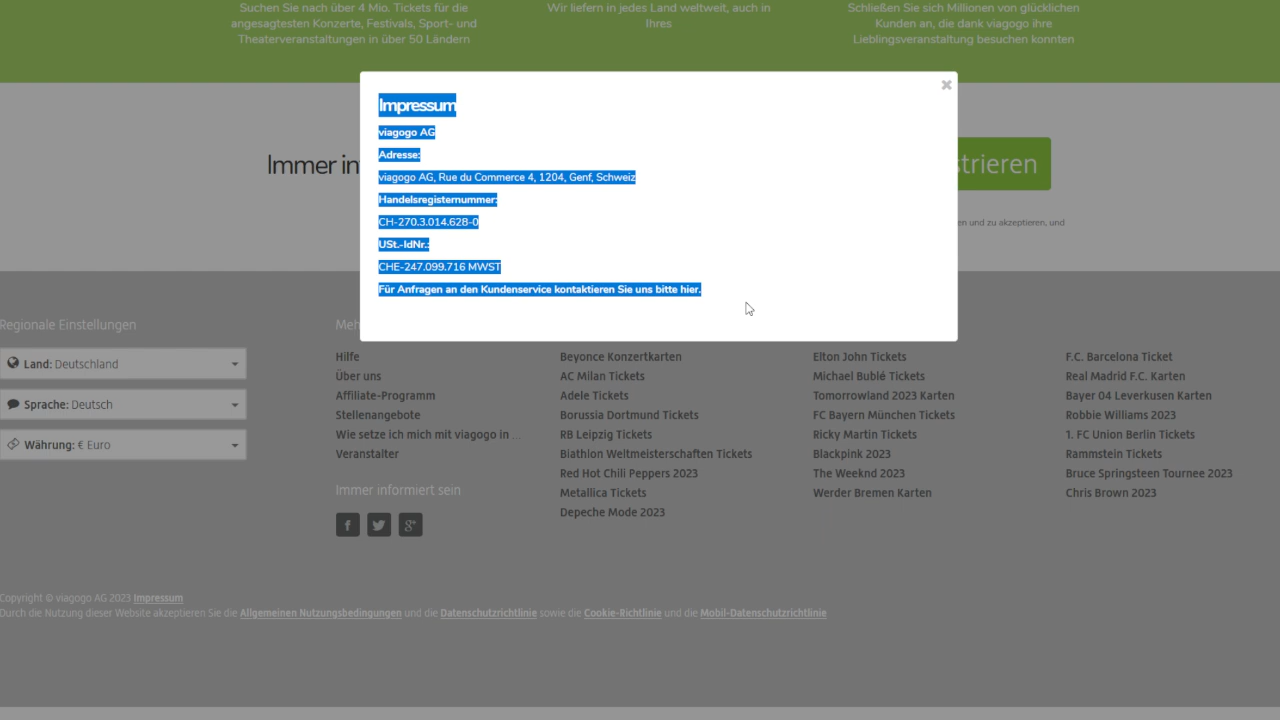 Suchen Sie nach über 4 Mio. Tickets für die
angesagtesten Konzerte, Festivals, Sport- und
Theaterveranstaltungen in über 50 Ländern
Wir liefern in jedes Land weltweit, auch in
Ihres
Schließen Sie sich Millionen von glücklichen
Kunden an, die dank viagogo ihre
Lieblingsveranstaltung besuchen konnten
Immer in
strieren
en und zu akzeptieren, und
Impressum
viagogo AG
Adresse:
viagogo AG, Rue du Commerce 4, 1204, Genf, Schweiz
Handelsregisternummer:
CH-270.3.014.628-0
USt.-IdNr.:
CHE-247.099.716 MWST
Für Anfragen an den Kundenservice kontaktieren Sie uns bitte hier.
Regionale Einstellungen
Land: Deutschland
Sprache: Deutsch
Währung: € Euro
Meh
Hilfe
Über uns
Affiliate-Programm
Stellenangebote
Wie setze ich mich mit viagogo in ...
Veranstalter
Immer informiert sein
Beyonce Konzertkarten
AC Milan Tickets
Adele Tickets
Borussia Dortmund Tickets
RB Leipzig Tickets
Biathlon Weltmeisterschaften Tickets
Red Hot Chili Peppers 2023
Metallica Tickets
Depeche Mode 2023
Elton John Tickets
Michael Bublé Tickets
Tomorrowland 2023 Karten
FC Bayern München Tickets
Ricky Martin Tickets
Blackpink 2023
The Weeknd 2023
Werder Bremen Karten
F.C. Barcelona Ticket
Real Madrid F.C. Karten
Bayer 04 Leverkusen Karten
Robbie Williams 2023
1. FC Union Berlin Tickets
Rammstein Tickets
Bruce Springsteen Tournee 2023
Chris Brown 2023
Copyright © viagogo AG 2023 Impressum
Durch die Nutzung dieser Website akzeptieren Sie die Allgemeinen Nutzungsbedingungen und die Datenschutzrichtlinie sowie die Cookie-Richtlinie und die Mobil-Datenschutzrichtlinie